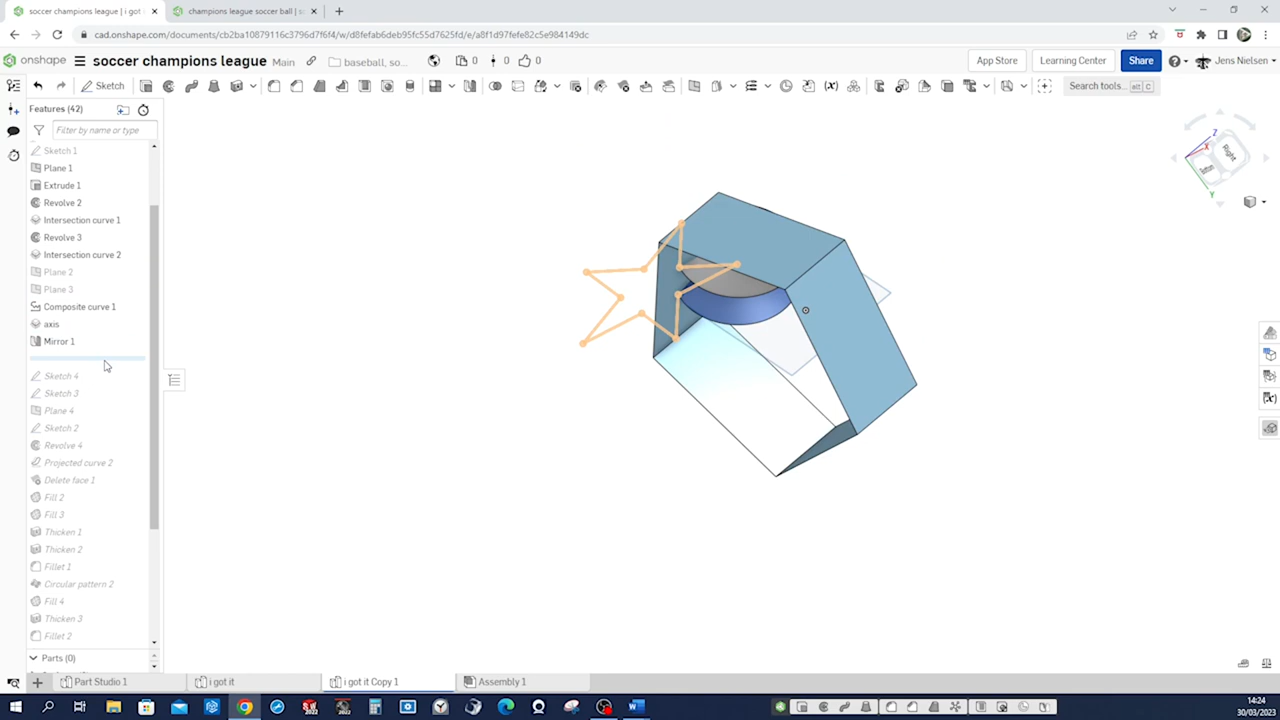 soccer champions league | i got i
champions league soccer ball | s
cad.onshape.com/documents/cb2ba10879116c3796d7f6f4/w/d8fefab6deb95fc55d7625fd/e/a8f1d97fefe82c5e984149dc
onshape
soccer champions league
Main
baseball, so...
0
0
0
App Store
Learning Center
Share
Jens Nielsen
Sketch
Search tools...
alt C
Features (42)
Filter by name or type
Sketch 1
Plane 1
Extrude 1
Revolve 2
Intersection curve 1
Revolve 3
Intersection curve 2
Plane 2
Plane 3
Composite curve 1
axis
Mirror 1
Sketch 4
Sketch 3
Plane 4
Sketch 2
Revolve 4
Projected curve 2
Delete face 1
Fill 2
Fill 3
Thicken 1
Thicken 2
Fillet 1
Circular pattern 2
Fill 4
Thicken 3
Fillet 2
Parts (0)
Z
X
Right
Bottom
Y
Part Studio 1
i got it
i got it Copy 1
Assembly 1
14:24
30/03/2023